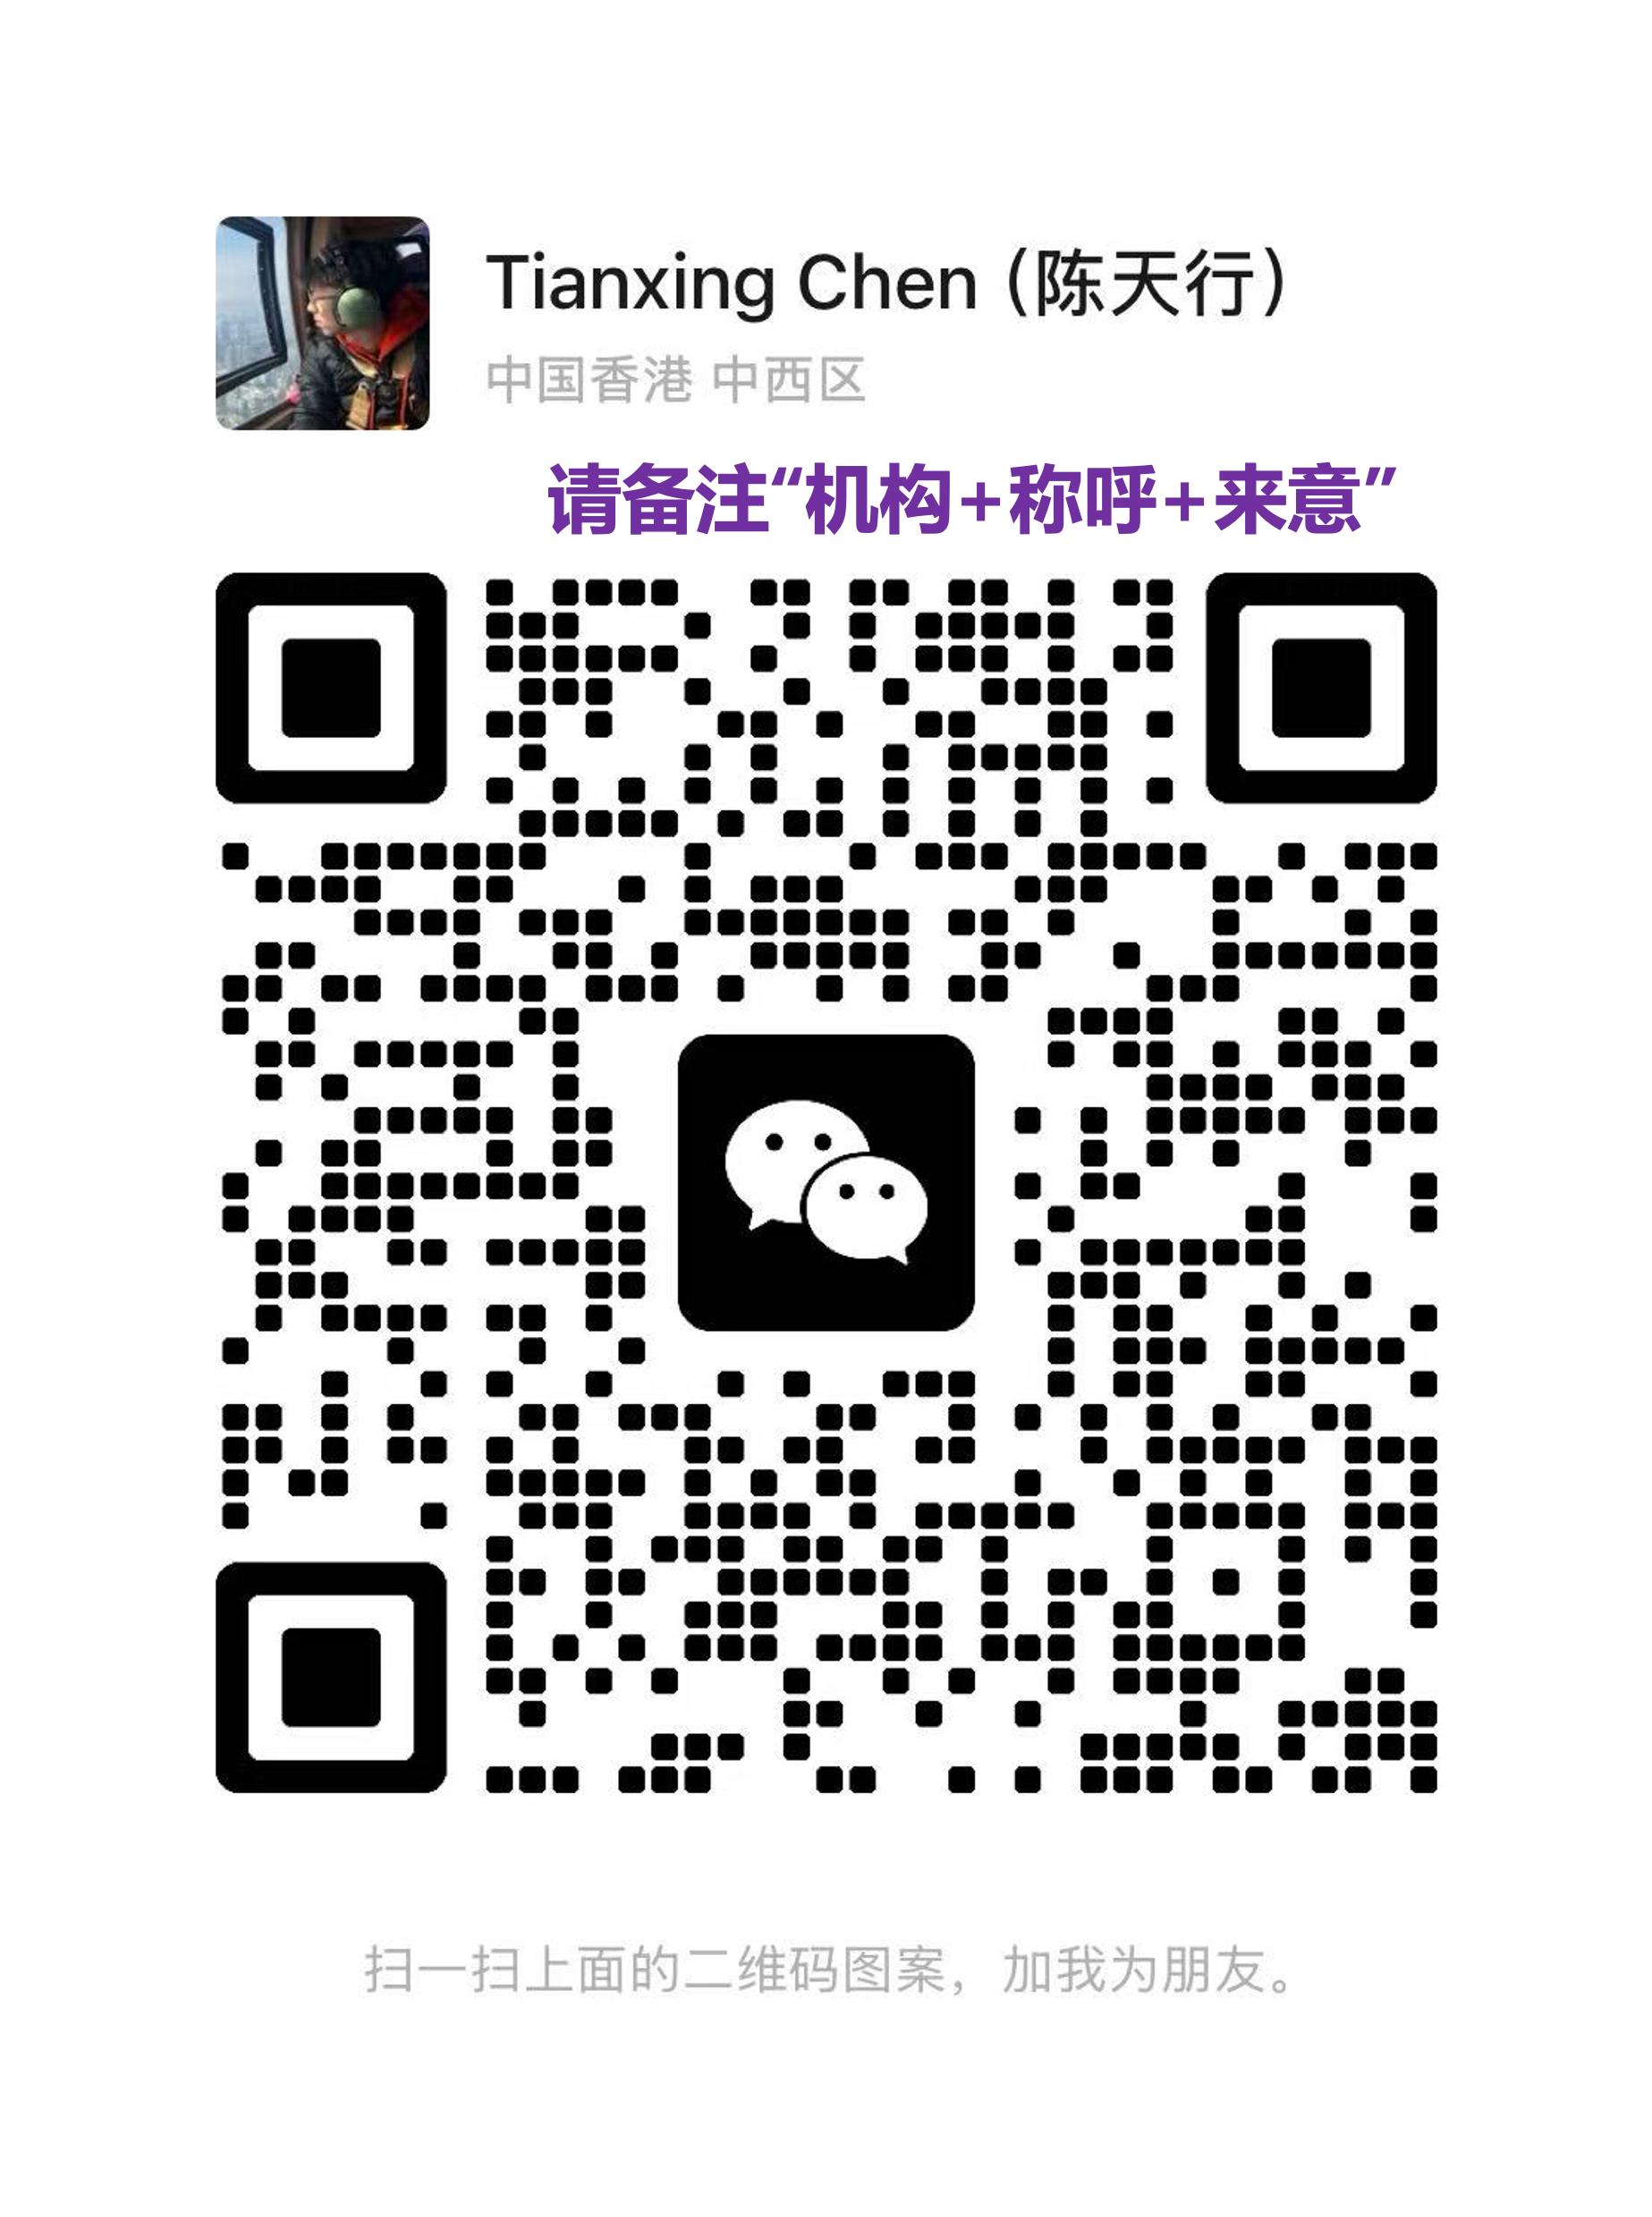 Tianxing Chen (陈天行)
中国香港 中西区
请备注“机构+称呼+来意”
扫一扫上面的二维码图案，加我为朋友。